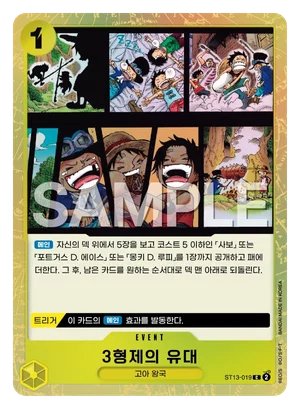 1
SAMPLE
메인 자신의 덱 위에서 5장을 보고 코스트 5 이하인 「사보」 또는
「포트거스 D. 에이스」 또는 「몽키 D. 루피」를 1장까지 공개하고 패에
더한다. 그 후, 남은 카드를 원하는 순서대로 덱 맨 아래로 되돌린다.
트리거 이 카드의 메인 효과를 발동한다.
EVENT
3형제의 유대
고아 왕국
ST13-019 C 2